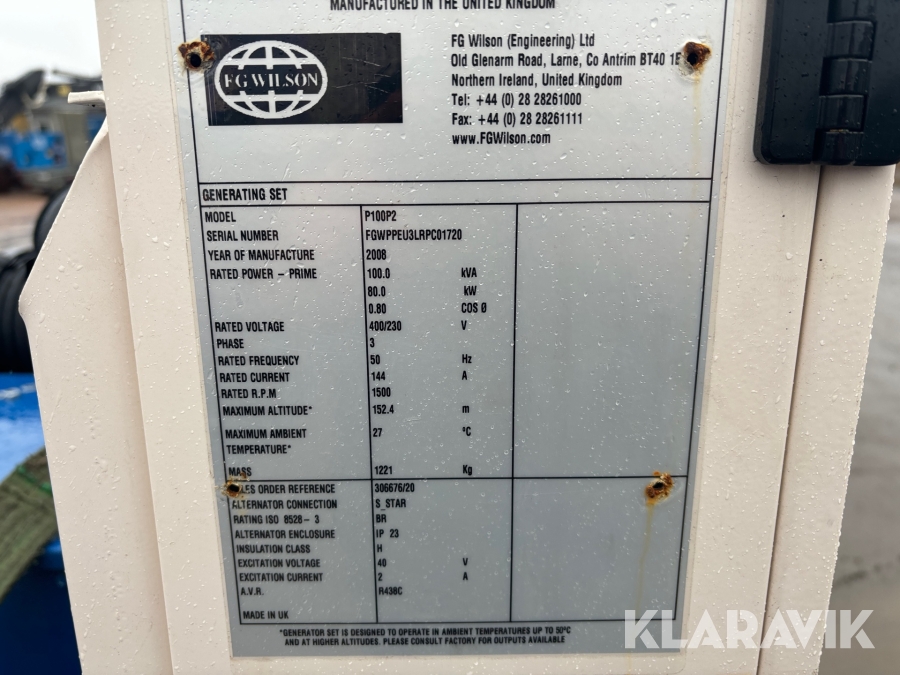 MANUFACTURED IN THE UNITED KINGDOM
FG WILSON
FG Wilson (Engineering) Ltd
Old Glenarm Road, Larne, Co Antrim BT40
Northern Ireland, United Kingdom
Tel: +44 (0) 28 28261000
Fax: +44 (0) 28 28261111
www.FGWilson.com
GENERATING SET
MODEL P100P2
SERIAL NUMBER FGWPPEU3LRPC01720
YEAR OF MANUFACTURE 2008
RATED POWER - PRIME 100.0 kVA
80.0 kW
0.80 COS Ø
RATED VOLTAGE 400/230 V
PHASE 3
RATED FREQUENCY 50 Hz
RATED CURRENT 144 A
RATED R.P.M 1500
MAXIMUM ALTITUDE* 152.4 m
MAXIMUM AMBIENT 27 °C
TEMPERATURE*
MASS 1221 Kg
SALES ORDER REFERENCE 306676/20
ALTERNATOR CONNECTION S_STAR
RATING ISO 8528-3 BR
ALTERNATOR ENCLOSURE IP 23
INSULATION CLASS H
EXCITATION VOLTAGE 40 V
EXCITATION CURRENT 2 A
A.V.R. R438C
MADE IN UK
*GENERATOR SET IS DESIGNED TO OPERATE IN AMBIENT TEMPERATURES UP TO 50°C
AND AT HIGHER ALTITUDES. PLEASE CONSULT FACTORY FOR OUTPUTS AVAILABLE
KLARAVIK